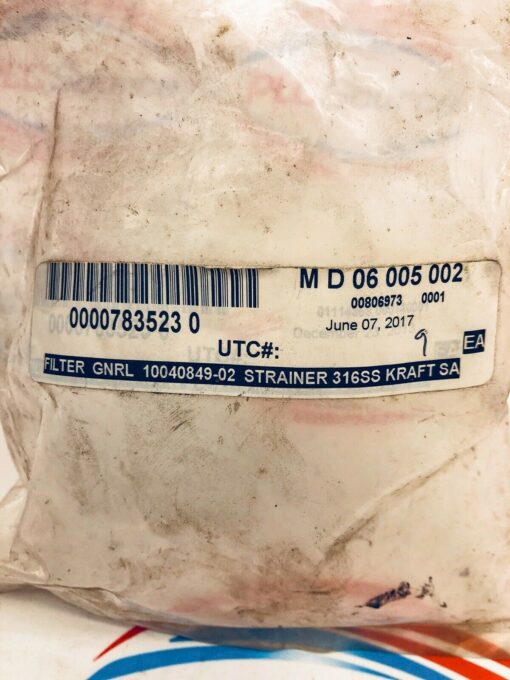 M D 06 005 002
00806973 0001
0000783523 0
June 07, 2017
UTC#:
9
EA
FILTER GNRL 10040849-02 STRAINER 316SS KRAFT SA